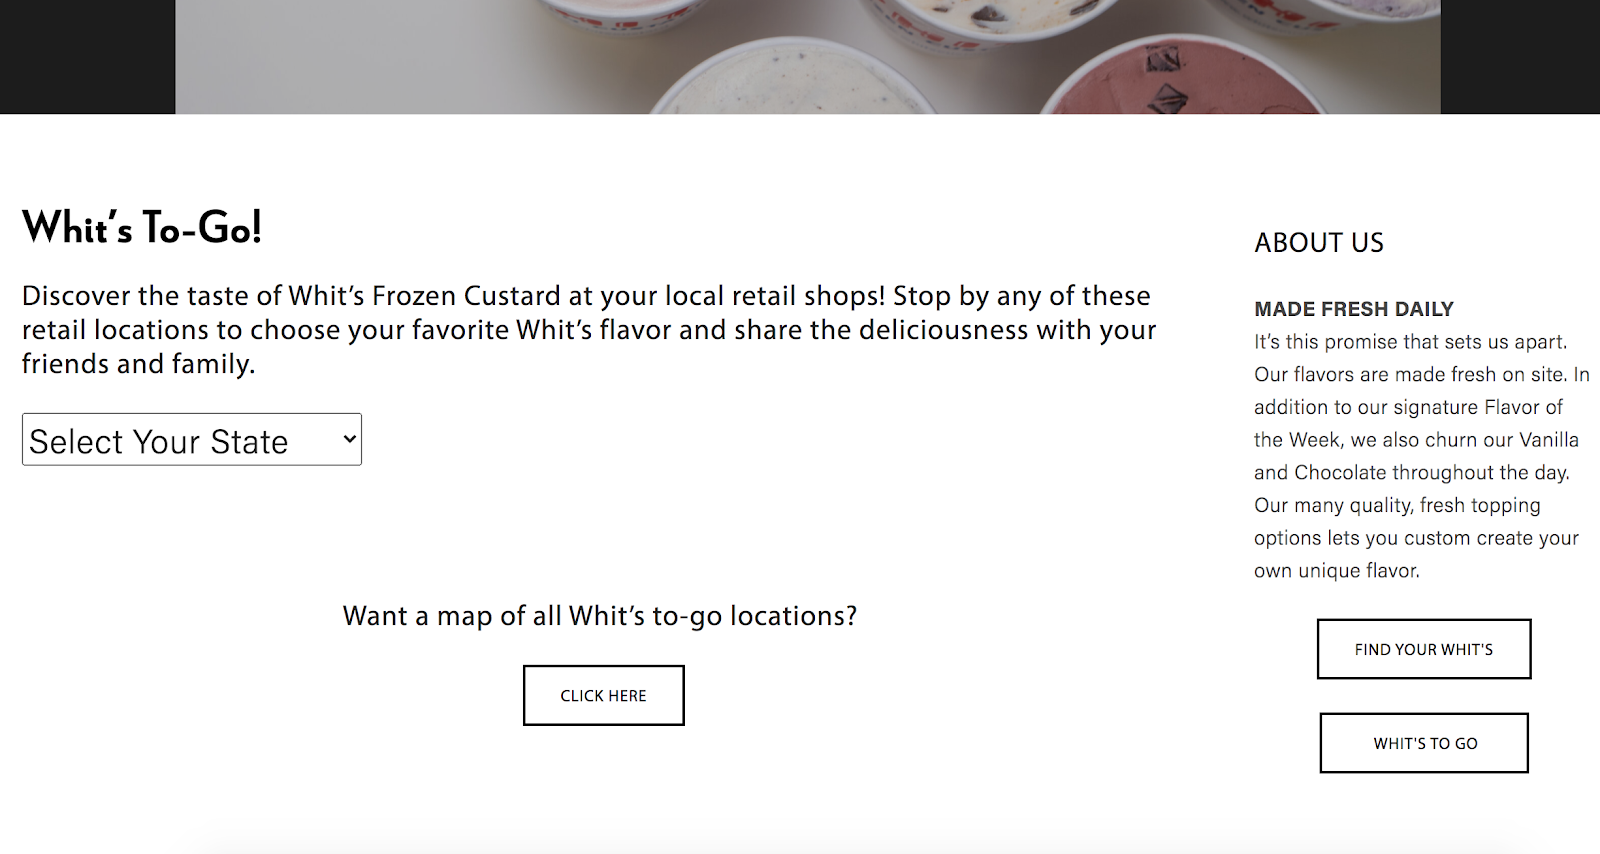 Whit’s To-Go!
Discover the taste of Whit’s Frozen Custard at your local retail shops! Stop by any of these
retail locations to choose your favorite Whit’s flavor and share the deliciousness with your
friends and family.
Select Your State
Want a map of all Whit’s to-go locations?
CLICK HERE
ABOUT US
MADE FRESH DAILY
It’s this promise that sets us apart.
Our flavors are made fresh on site. In
addition to our signature Flavor of
the Week, we also churn our Vanilla
and Chocolate throughout the day.
Our many quality, fresh topping
options lets you custom create your
own unique flavor.
FIND YOUR WHIT'S
WHIT'S TO GO